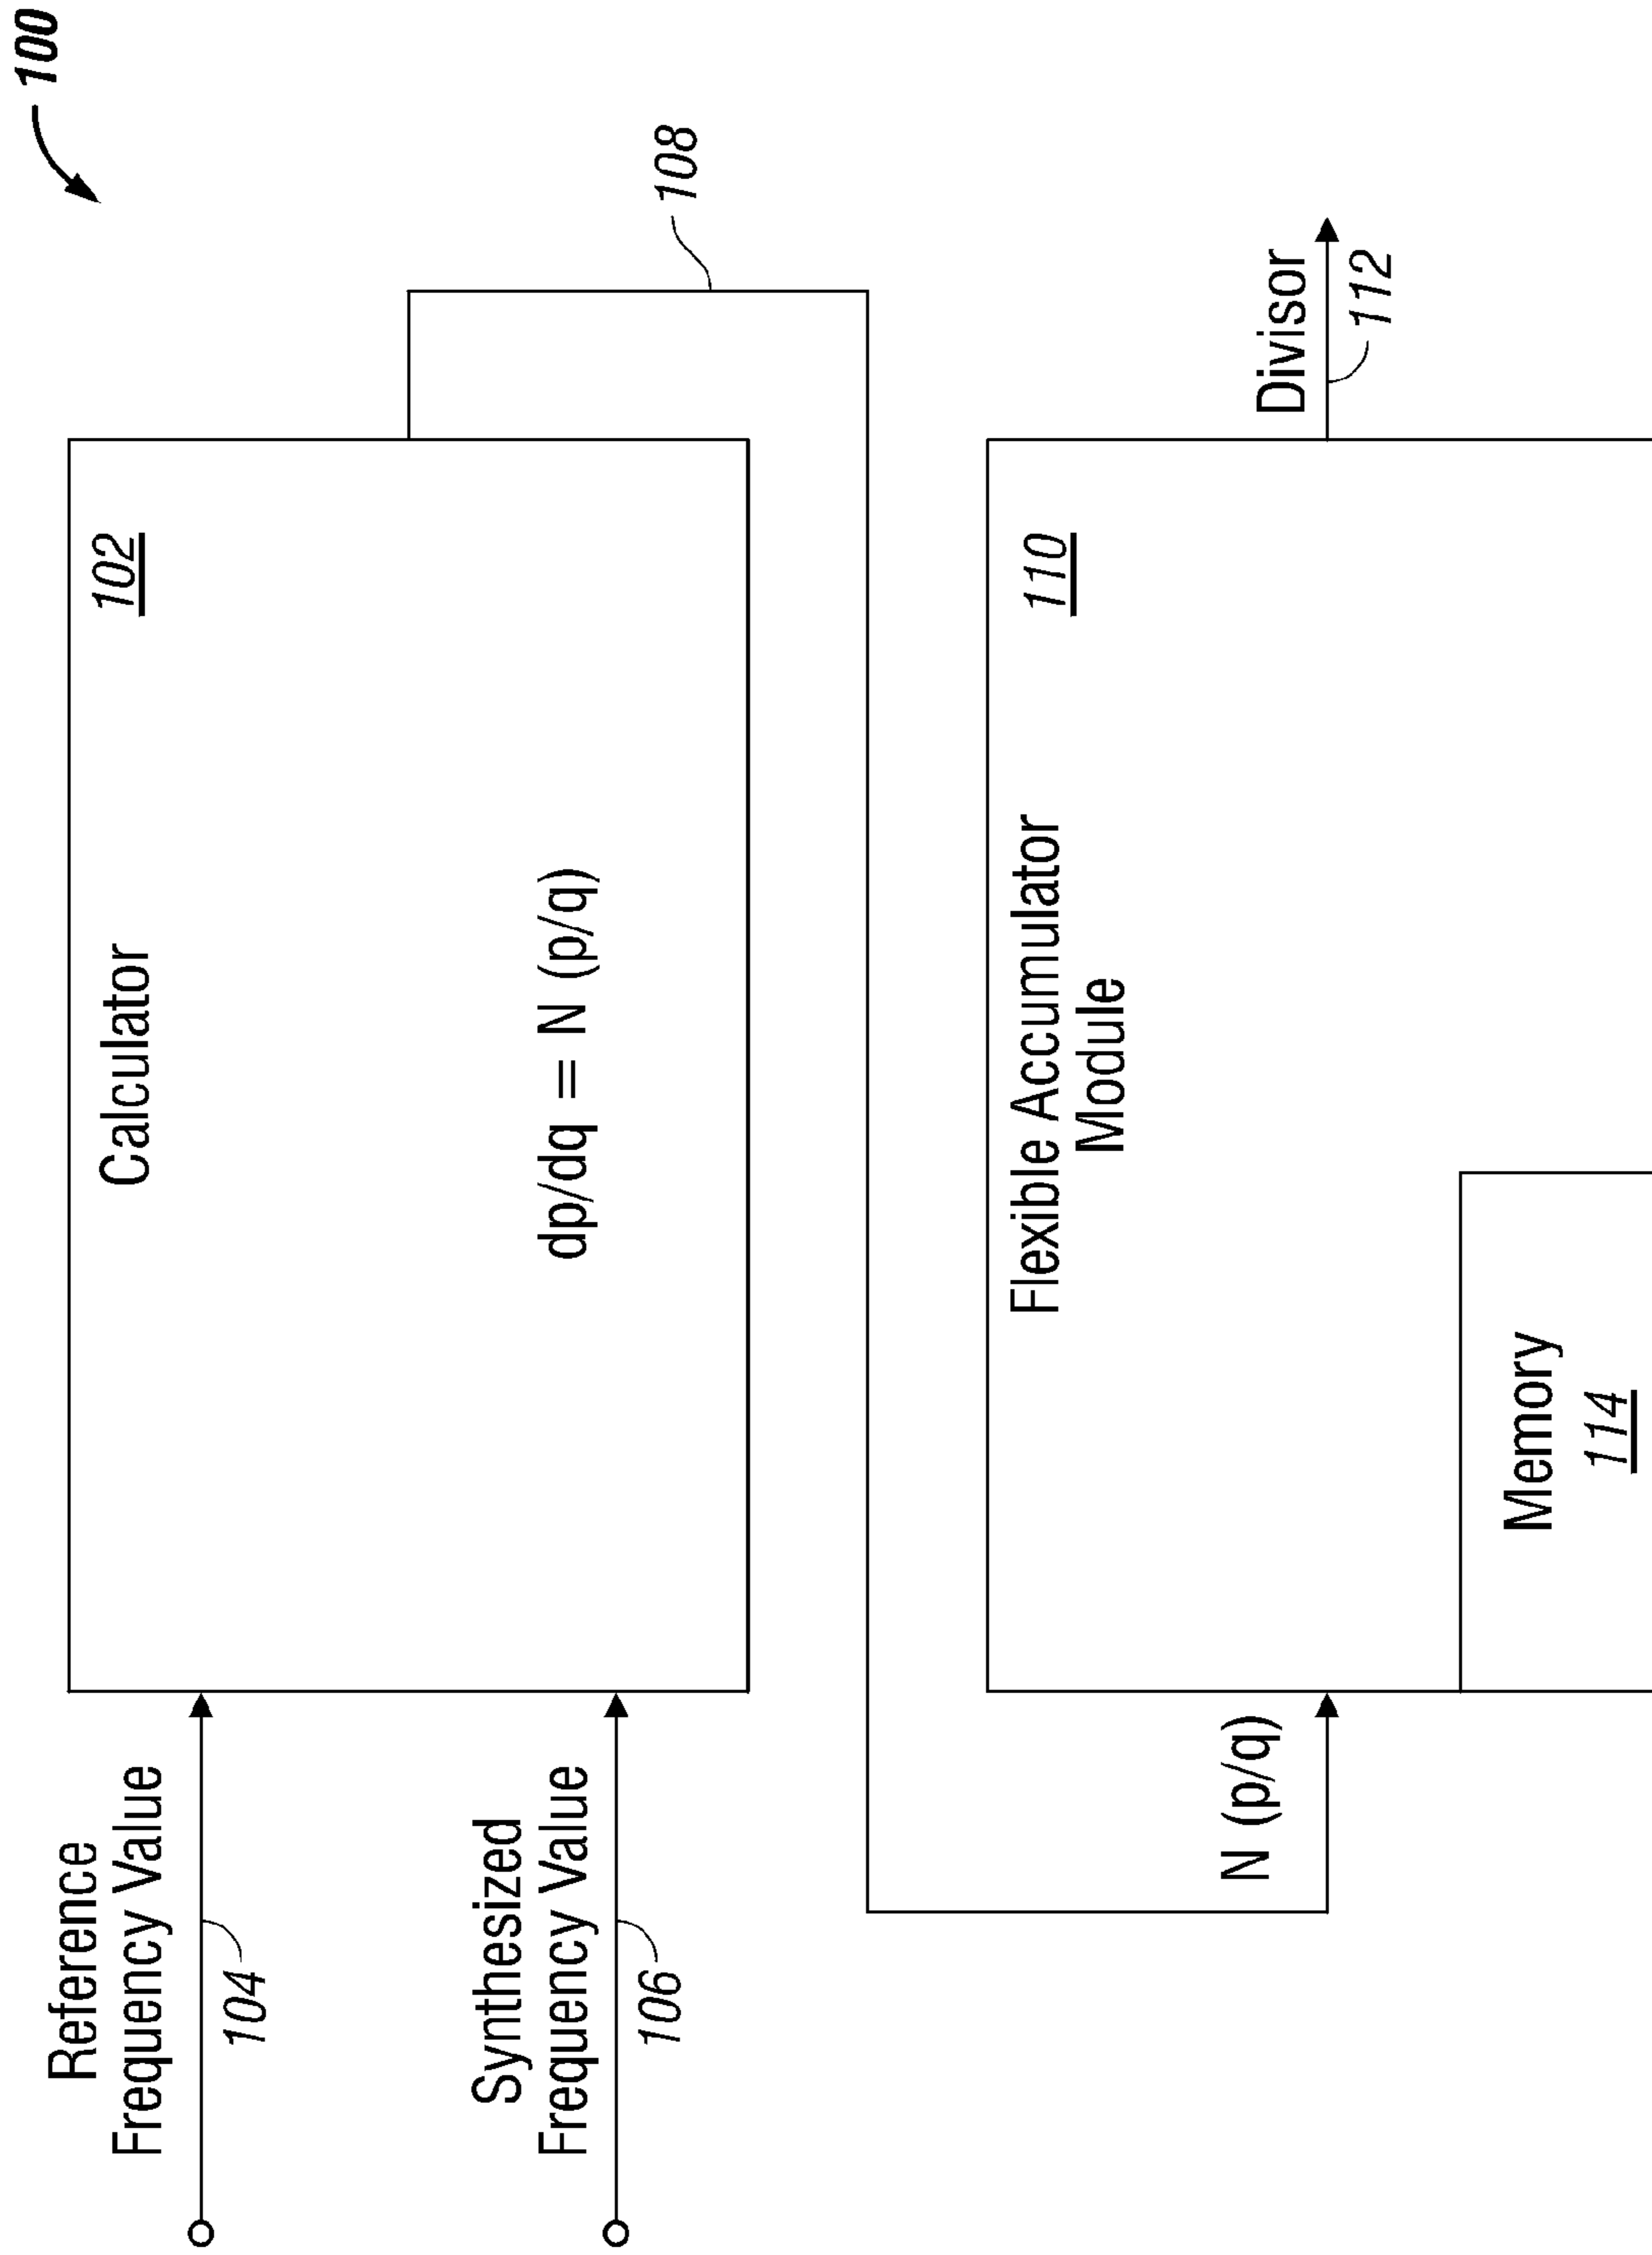 100
Reference
Frequency Value
104
Synthesized
Frequency Value
106
Calculator
102
dp/dq = N (p/q)
108
N (p/q)
Flexible Accumulator
Module
110
Memory
114
Divisor
112